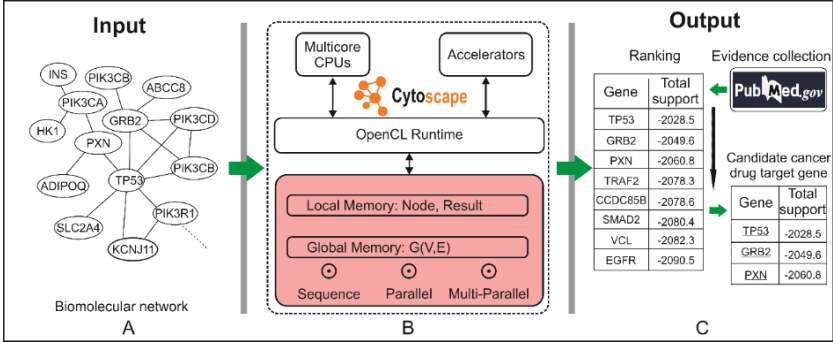 Input
INS
PIK3CB
ABCC8
PIK3CA
GRB2
PIK3CD
HK1
PXN
PIK3CB
TP53
ADIPOQ
SLC2A4
PIK3R1
KCNJ11
Biomolecular network
A
Multicore
CPUs
Accelerators
Cytoscape
OpenCL Runtime
Local Memory: Node, Result
Global Memory: G(V,E)
Sequence Parallel Multi-Parallel
B
Output
Ranking
Gene Total support
TP53 -2028.5
GRB2 -2049.6
PXN -2060.8
TRAF2 -2078.3
CCDC85B -2078.6
SMAD2 -2080.4
VCL -2082.3
EGFR -2090.5
Evidence collection
PubMed.gov
Candidate cancer
drug target gene
Gene Total support
TP53 -2028.5
GRB2 -2049.6
PXN -2060.8
C